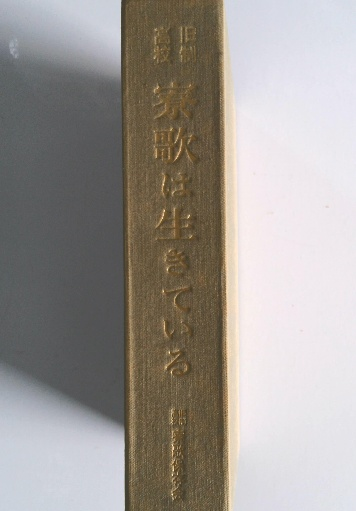 旧制
高校
寮歌は生きている